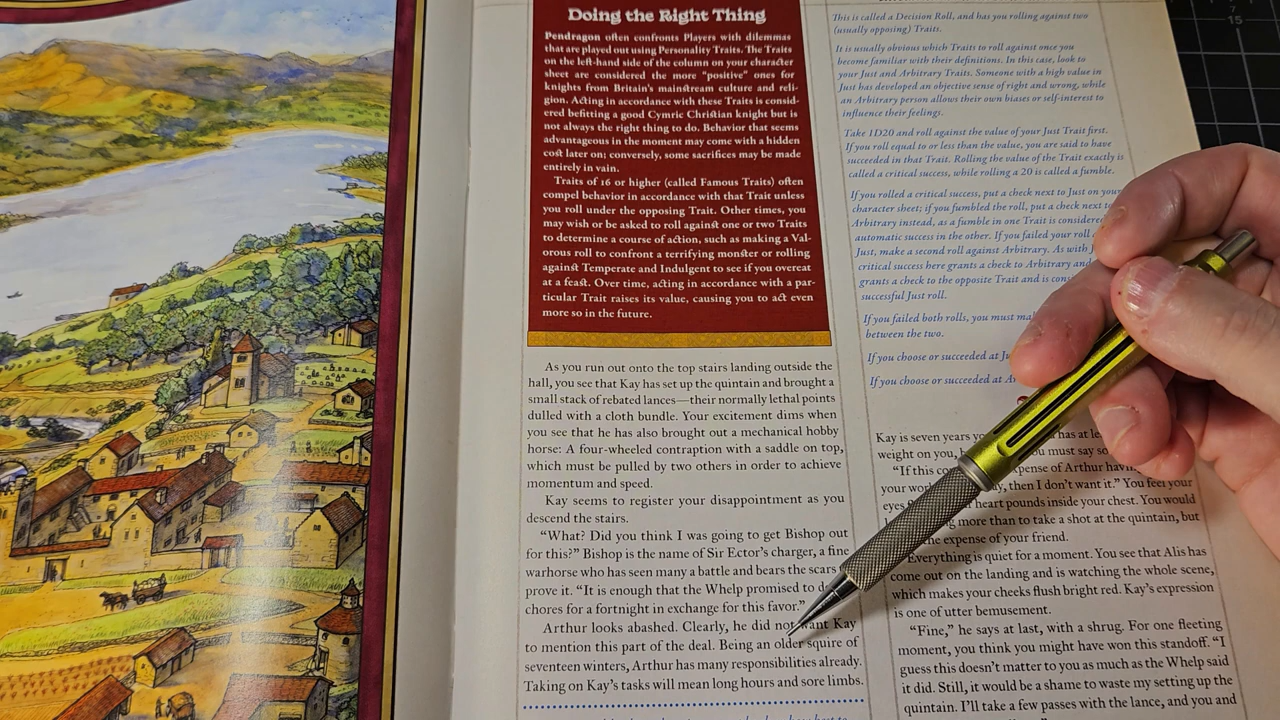 Doing the Right Thing
Pendragon often confronts Players with dilemmas
that are played out using Personality Traits. The Traits
on the left-hand side of the column on your character
sheet are considered the more "positive" ones for
knights from Britain's mainstream culture and reli-
gion. Acting in accordance with these Traits is consid-
ered befitting a good Cymric Christian knight but is
not always the right thing to do. Behavior that seems
advantageous in the moment may come with a hidden
cost later on; conversely, some sacrifices may be made
entirely in vain.
Traits of 16 or higher (called Famous Traits) often
compel behavior in accordance with that Trait unless
you roll under the opposing Trait. Other times, you
may wish or be asked to roll against one or two Traits
to determine a course of action, such as making a Val-
orous roll to confront a terrifying monster or rolling
against Temperate and Indulgent to see if you overeat
at a feast. Over time, acting in accordance with a par-
ticular Trait raises its value, causing you to act even
more so in the future.
As you run out onto the top stairs landing outside the
hall, you see that Kay has set up the quintain and brought a
small stack of rebated lances—their normally lethal points
dulled with a cloth bundle. Your excitement dims when
you see that he has also brought out a mechanical hobby
horse: A four-wheeled contraption with a saddle on top,
which must be pulled by two others in order to achieve
momentum and speed.
Kay seems to register your disappointment as you
descend the stairs.
"What? Did you think I was going to get Bishop out
for this?" Bishop is the name of Sir Ector's charger, a fine
warhorse who has seen many a battle and bears the scars
prove it. "It is enough that the Whelp promised to
chores for a fortnight in exchange for this favor."
Arthur looks abashed. Clearly, he did not want Kay
to mention this part of the deal. Being an older squire of
seventeen winters, Arthur has many responsibilities already.
Taking on Kay's tasks will mean long hours and sore limbs.
This is called a Decision Roll, and has you rolling against two
(usually opposing) Traits.
It is usually obvious which Traits to roll against once you
become familiar with their definitions. In this case, look to
your Just and Arbitrary Traits. Someone with a high value in
Just has developed an objective sense of right and wrong, while
an Arbitrary person allows their own biases or self-interest to
influence their feelings.
Take 1D20 and roll against the value of your Just Trait first.
If you roll equal to or less than the value, you are said to have
succeeded in that Trait. Rolling the value of the Trait exactly is
called a critical success, while rolling a 20 is called a fumble.
If you rolled a critical success, put a check next to Just on your
character sheet; if you fumbled the roll, put a check next to
Arbitrary instead, as a fumble in one Trait is considered
automatic success in the other. If you failed your roll
Just, make a second roll against Arbitrary. As with
critical success here grants a check to Arbitrary and
grants a check to the opposite Trait and is
successful Just roll.
If you failed both rolls, you must
between the two.
If you choose or succeeded at
If you choose or succeeded at
Kay is seven years has at
weight on you, you must say
"If this expense of Arthur
your then I don't want it." You feel your
eyes heart pounds inside your chest. You would
more than to take a shot at the quintain, but
the expense of your friend.
Everything is quiet for a moment. You see that Alis has
come out on the landing and is watching the whole scene,
which makes your cheeks flush bright red. Kay's expression
is one of utter bemusement.
"Fine," he says at last, with a shrug. For one fleeting
moment, you think you might have won this standoff. "I
guess this doesn't matter to you as much as the Whelp said
it did. Still, it would be a shame to waste my setting up the
quintain. I'll take a few passes with the lance, and you and
15